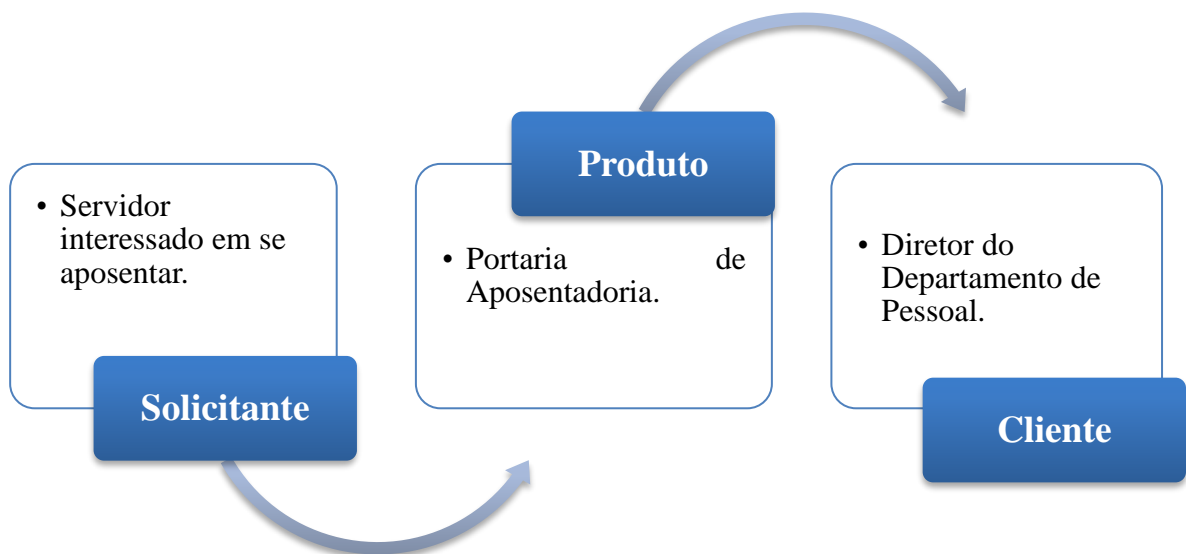 • Servidor
interessado em se
aposentar.
Solicitante
Produto
• Portaria de
Aposentadoria.
• Diretor do
Departamento de
Pessoal.
Cliente